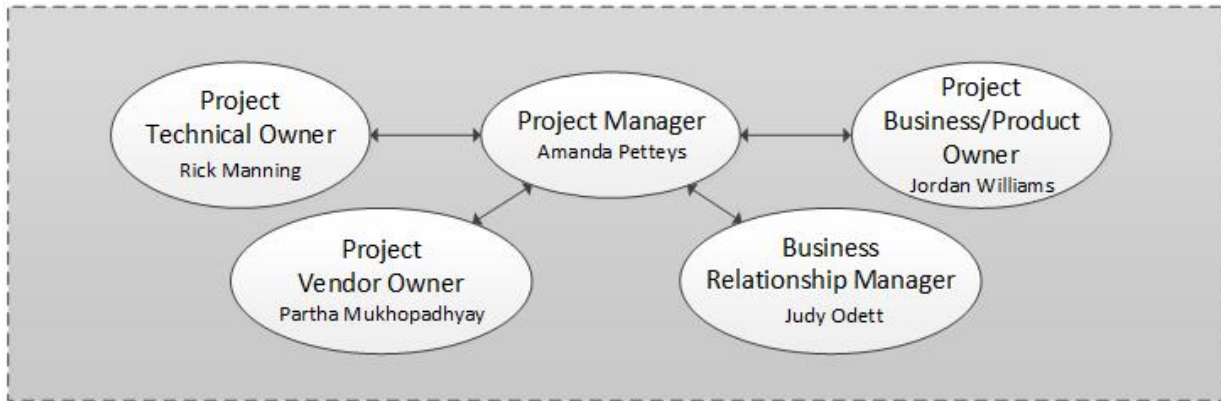 Project
Technical Owner
Rick Manning
Project Manager
Amanda Petteys
Project
Business/Product
Owner
Jordan Williams
Project
Vendor Owner
Partha Mukhopadhyay
Business
Relationship Manager
Judy Odett